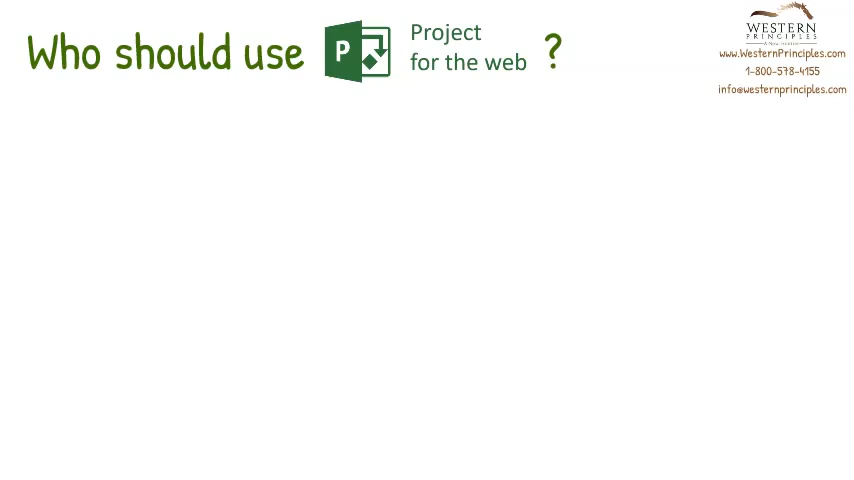 Who should use P Project for the web ?
WESTERN
PRINCIPLES
www.WesternPrinciples.com
1-800-578-4155
info@westernprinciples.com